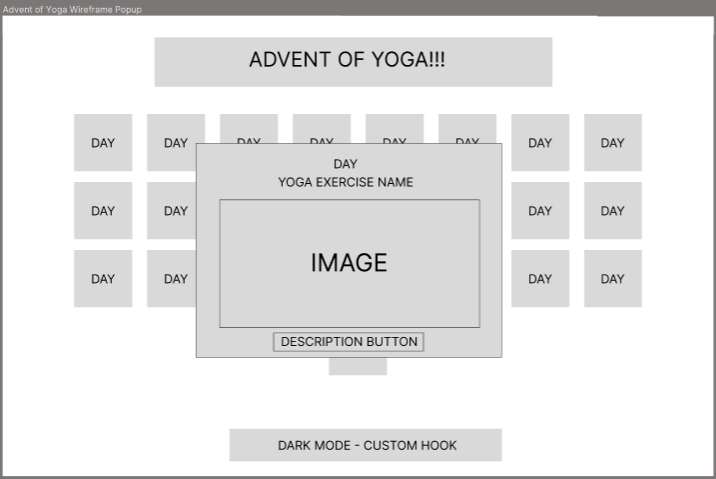 Advent of Yoga Wireframe Popup
ADVENT OF YOGA!!!
DAY DAY DAY DAY DAY DAY DAY DAY
DAY
YOGA EXERCISE NAME
DAY DAY DAY DAY
IMAGE
DAY DAY DAY DAY
DESCRIPTION BUTTON
DARK MODE - CUSTOM HOOK